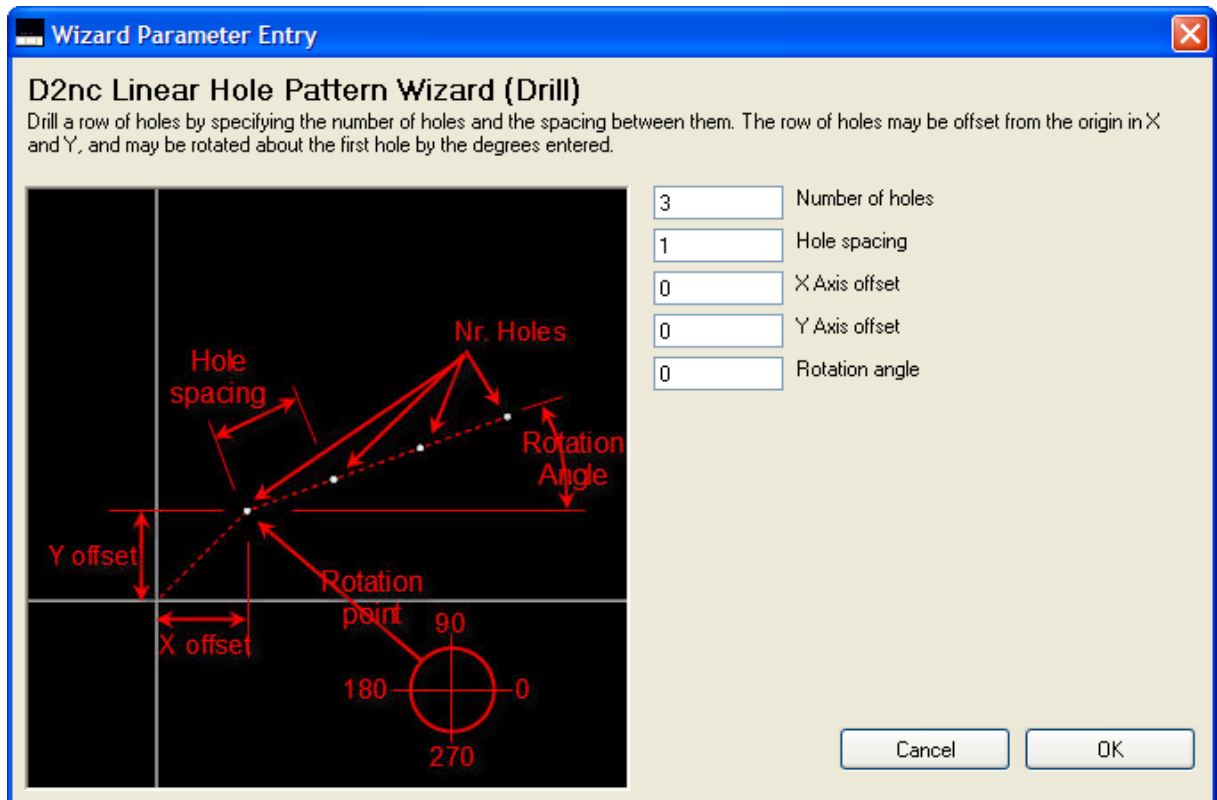 Wizard Parameter Entry
D2nc Linear Hole Pattern Wizard (Drill)
Drill a row of holes by specifying the number of holes and the spacing between them. The row of holes may be offset from the origin in X
and Y, and may be rotated about the first hole by the degrees entered.
3 Number of holes
1 Hole spacing
0 X Axis offset
0 Y Axis offset
0 Rotation angle
Nr. Holes
Hole
spacing
Rotation
Angle
Y offset
Rotation
point
X offset
90
180
0
270
Cancel
OK